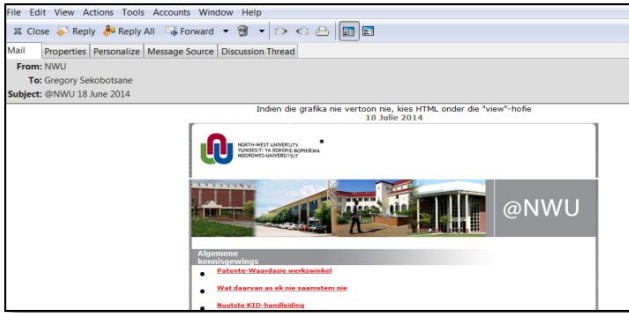 File Edit View Actions Tools Accounts Window Help
Close Reply Reply All Forward
Mail Properties Personalize Message Source Discussion Thread
From: NWU
To: Gregory Sekobotsane
Subject: @NWU 18 June 2014
Indien die grafika nie vertoon nie, kies HTML onder die "view"-hofie
18 Julie 2014
NORTH-WEST UNIVERSITY
YUNIBESITI YA BOKONE-BOPHIRIMA
NOORDWES-UNIVERSITEIT
@NWU
Algemene
kennisgewings
Patente-Waardasie werkswinkel
Wat daarvan as ek nie saamstem nie
Nuutste KID-handleiding